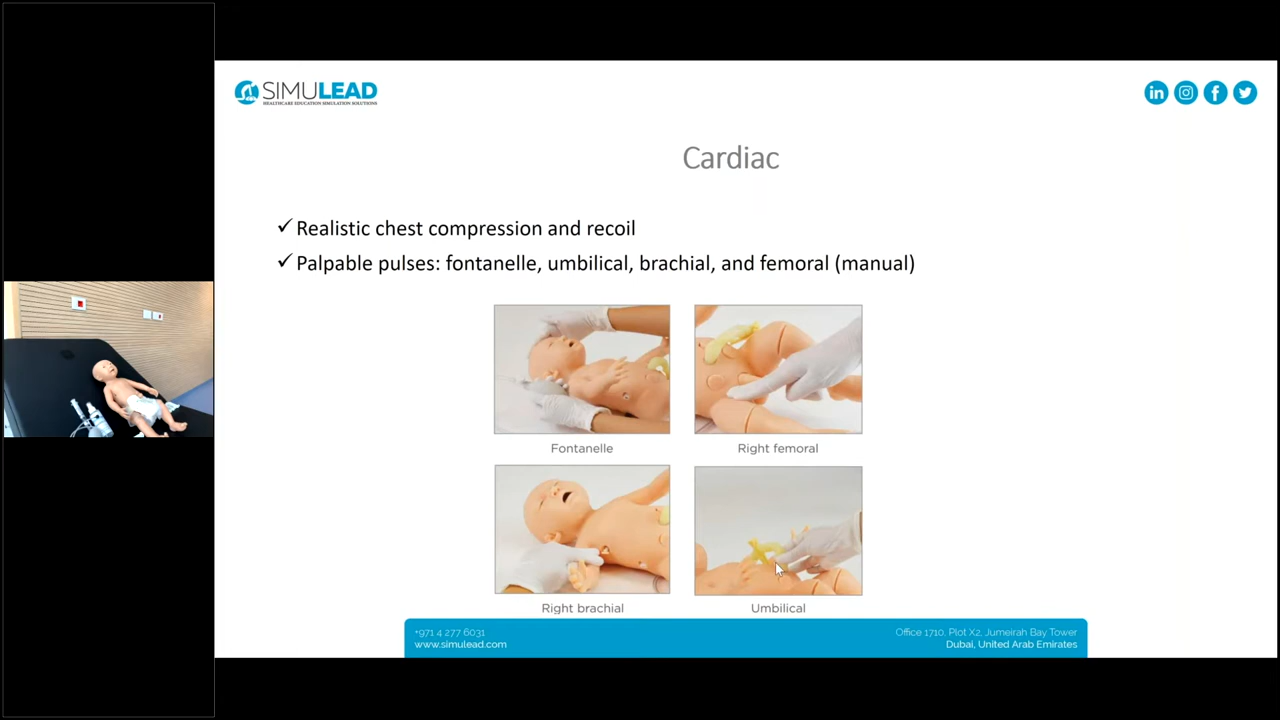 SIMULEAD
HEALTHCARE EDUCATION SIMULATION SOLUTIONS
Cardiac
✓ Realistic chest compression and recoil
✓ Palpable pulses: fontanelle, umbilical, brachial, and femoral (manual)
Fontanelle
Right femoral
Right brachial
Umbilical
+971 4 277 6031
www.simulead.com
Office 1710, Plot X2, Jumeirah Bay Tower
Dubai, United Arab Emirates